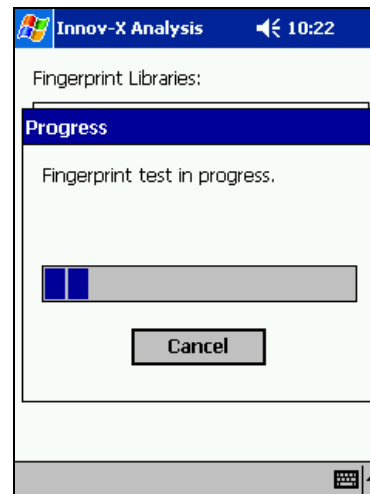 Innov-X Analysis 10:22
Fingerprint Libraries:
Progress
Fingerprint test in progress.
Cancel